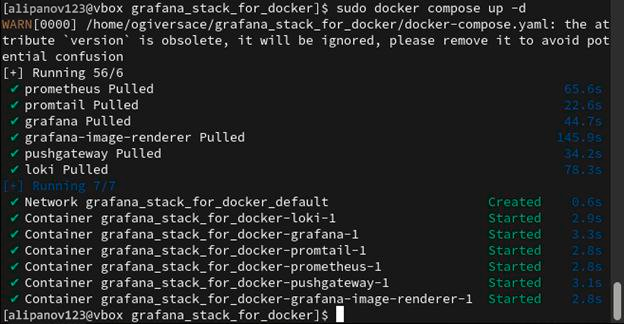 [alipanov123@vbox grafana_stack_for_docker]$ sudo docker compose up -d
WARN[0000] /home/ogiversace/grafana_stack_for_docker/docker-compose.yaml: the at
tribute `version` is obsolete, it will be ignored, please remove it to avoid pot
ential confusion
[+] Running 56/6
✔ prometheus Pulled 65.6s
✔ promtail Pulled 22.6s
✔ grafana Pulled 44.7s
✔ grafana-image-renderer Pulled 145.9s
✔ pushgateway Pulled 34.2s
✔ loki Pulled 78.3s
[+] Running 7/7
✔ Network grafana_stack_for_docker_default Created 0.6s
✔ Container grafana_stack_for_docker-loki-1 Started 2.9s
✔ Container grafana_stack_for_docker-grafana-1 Started 3.3s
✔ Container grafana_stack_for_docker-promtail-1 Started 2.8s
✔ Container grafana_stack_for_docker-prometheus-1 Started 2.8s
✔ Container grafana_stack_for_docker-pushgateway-1 Started 3.1s
✔ Container grafana_stack_for_docker-grafana-image-renderer-1 Started 2.8s
[alipanov123@vbox grafana_stack_for_docker]$